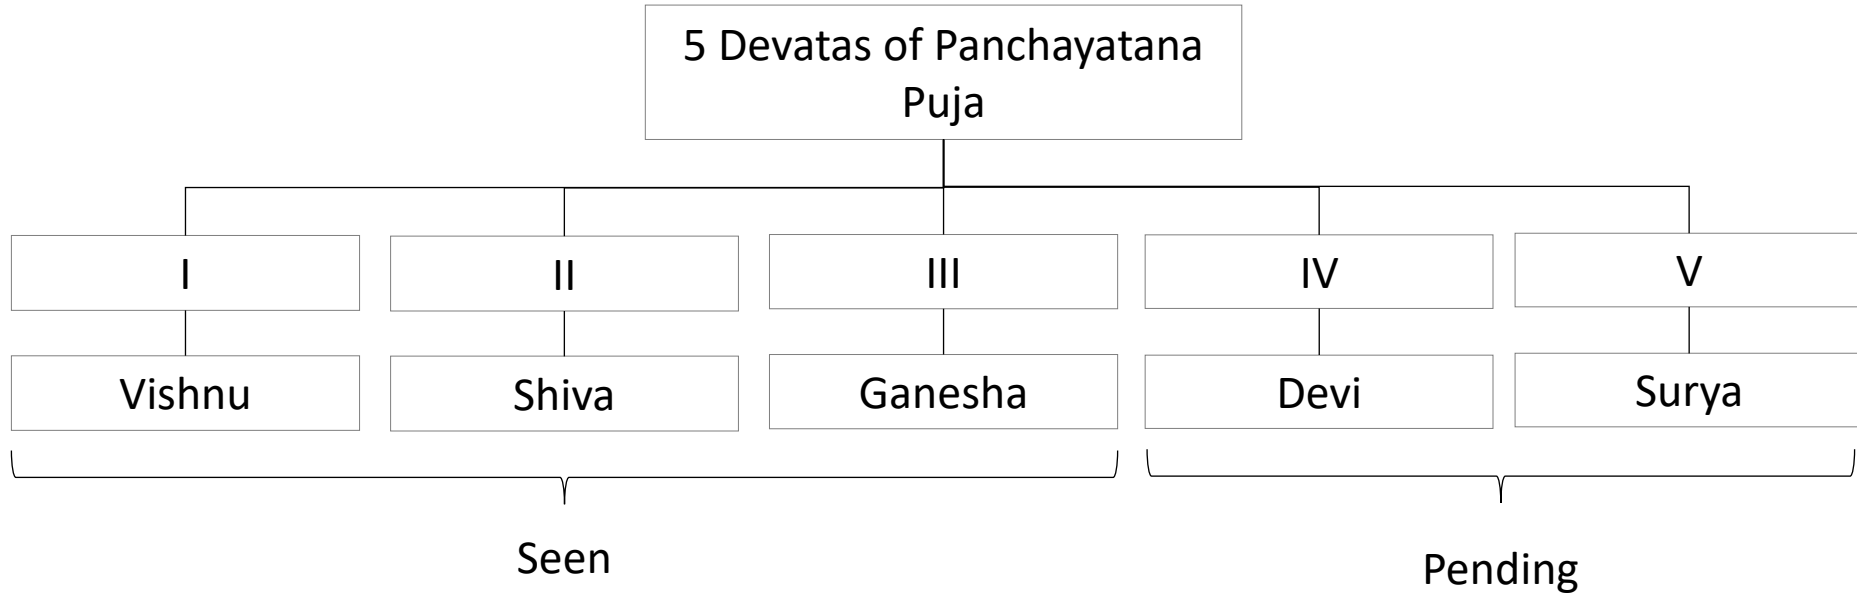 5 Devatas of Panchayatana
Puja
I
II
III
IV
V
Vishnu
Shiva
Ganesha
Devi
Surya
Seen
Pending